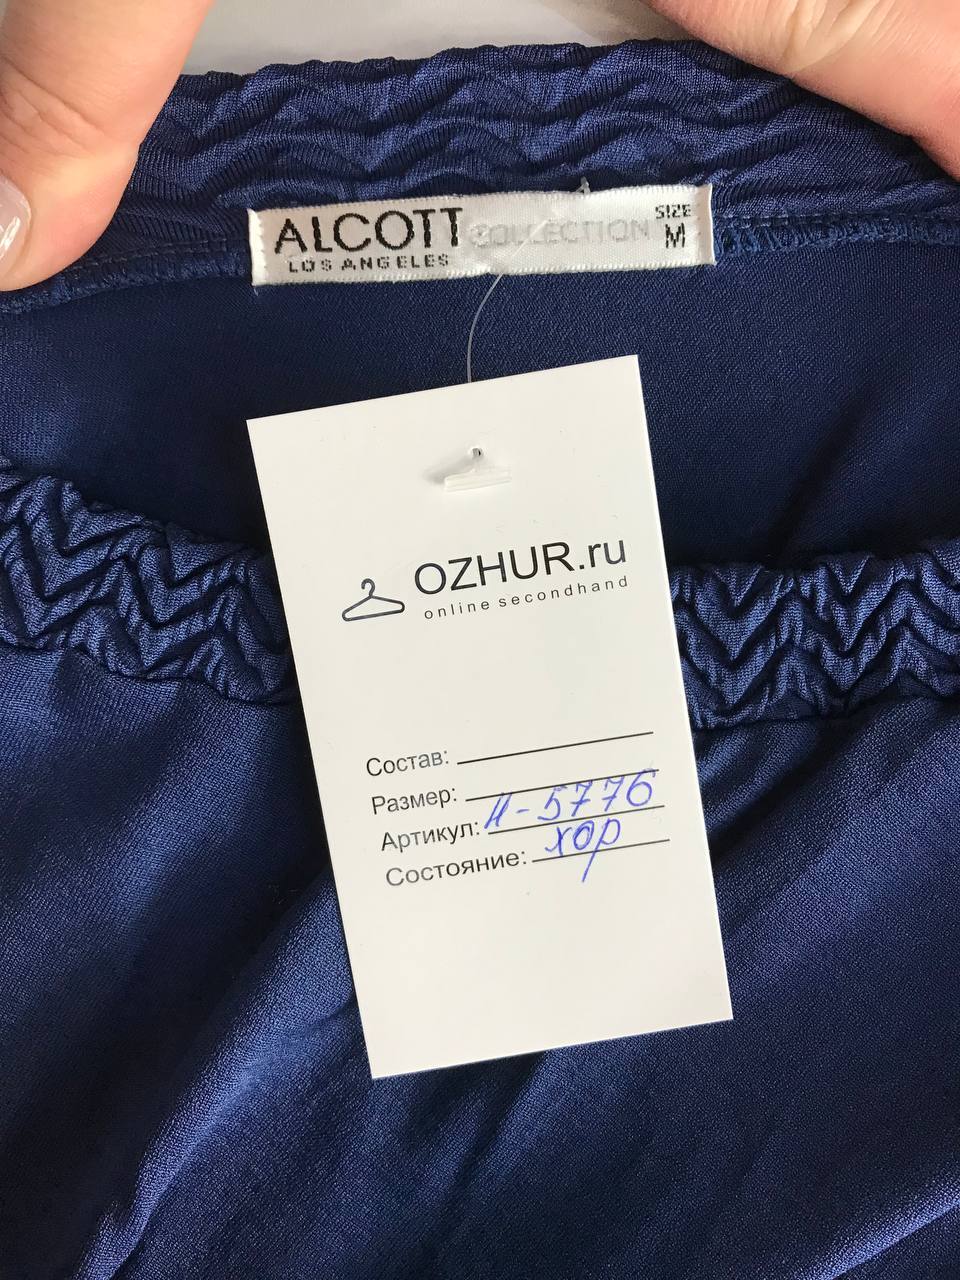 ALCOTT COLLECTION SIZE
LOS ANGELES M
OZHUR.ru
online secondhand
Состав:
Размер:
Артикул: Н-5776
Состояние: хор